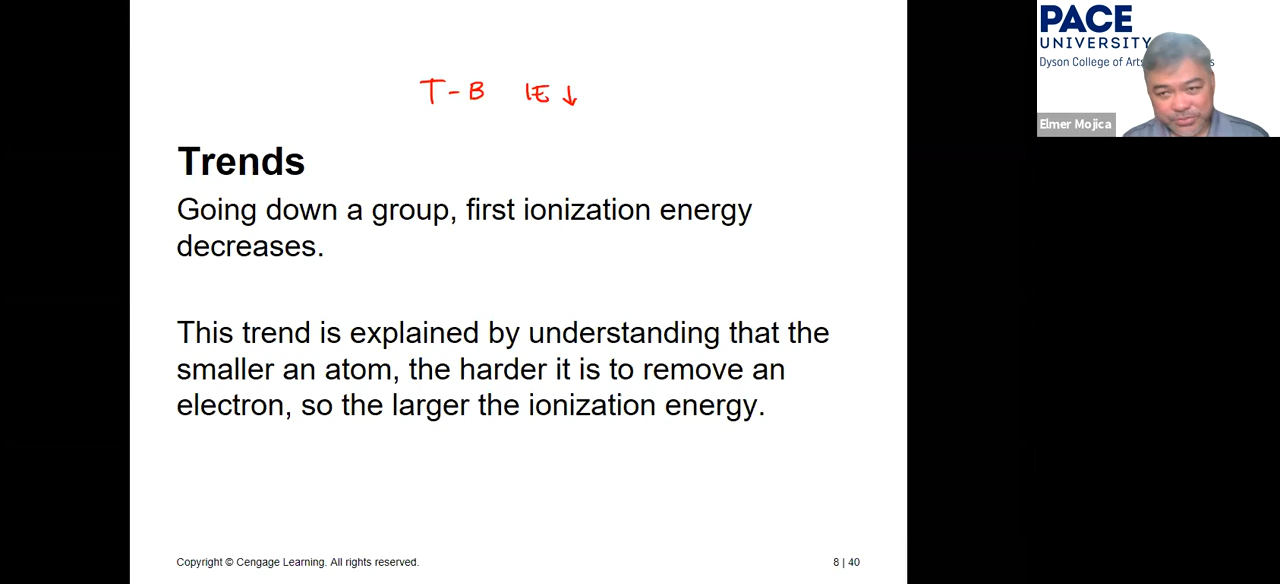 T-B IE ↓
Trends
Going down a group, first ionization energy
decreases.
This trend is explained by understanding that the
smaller an atom, the harder it is to remove an
electron, so the larger the ionization energy.
Copyright © Cengage Learning. All rights reserved.
8 | 40
PACE
UNIVERSITY
Dyson College of Arts
Elmer Mojica